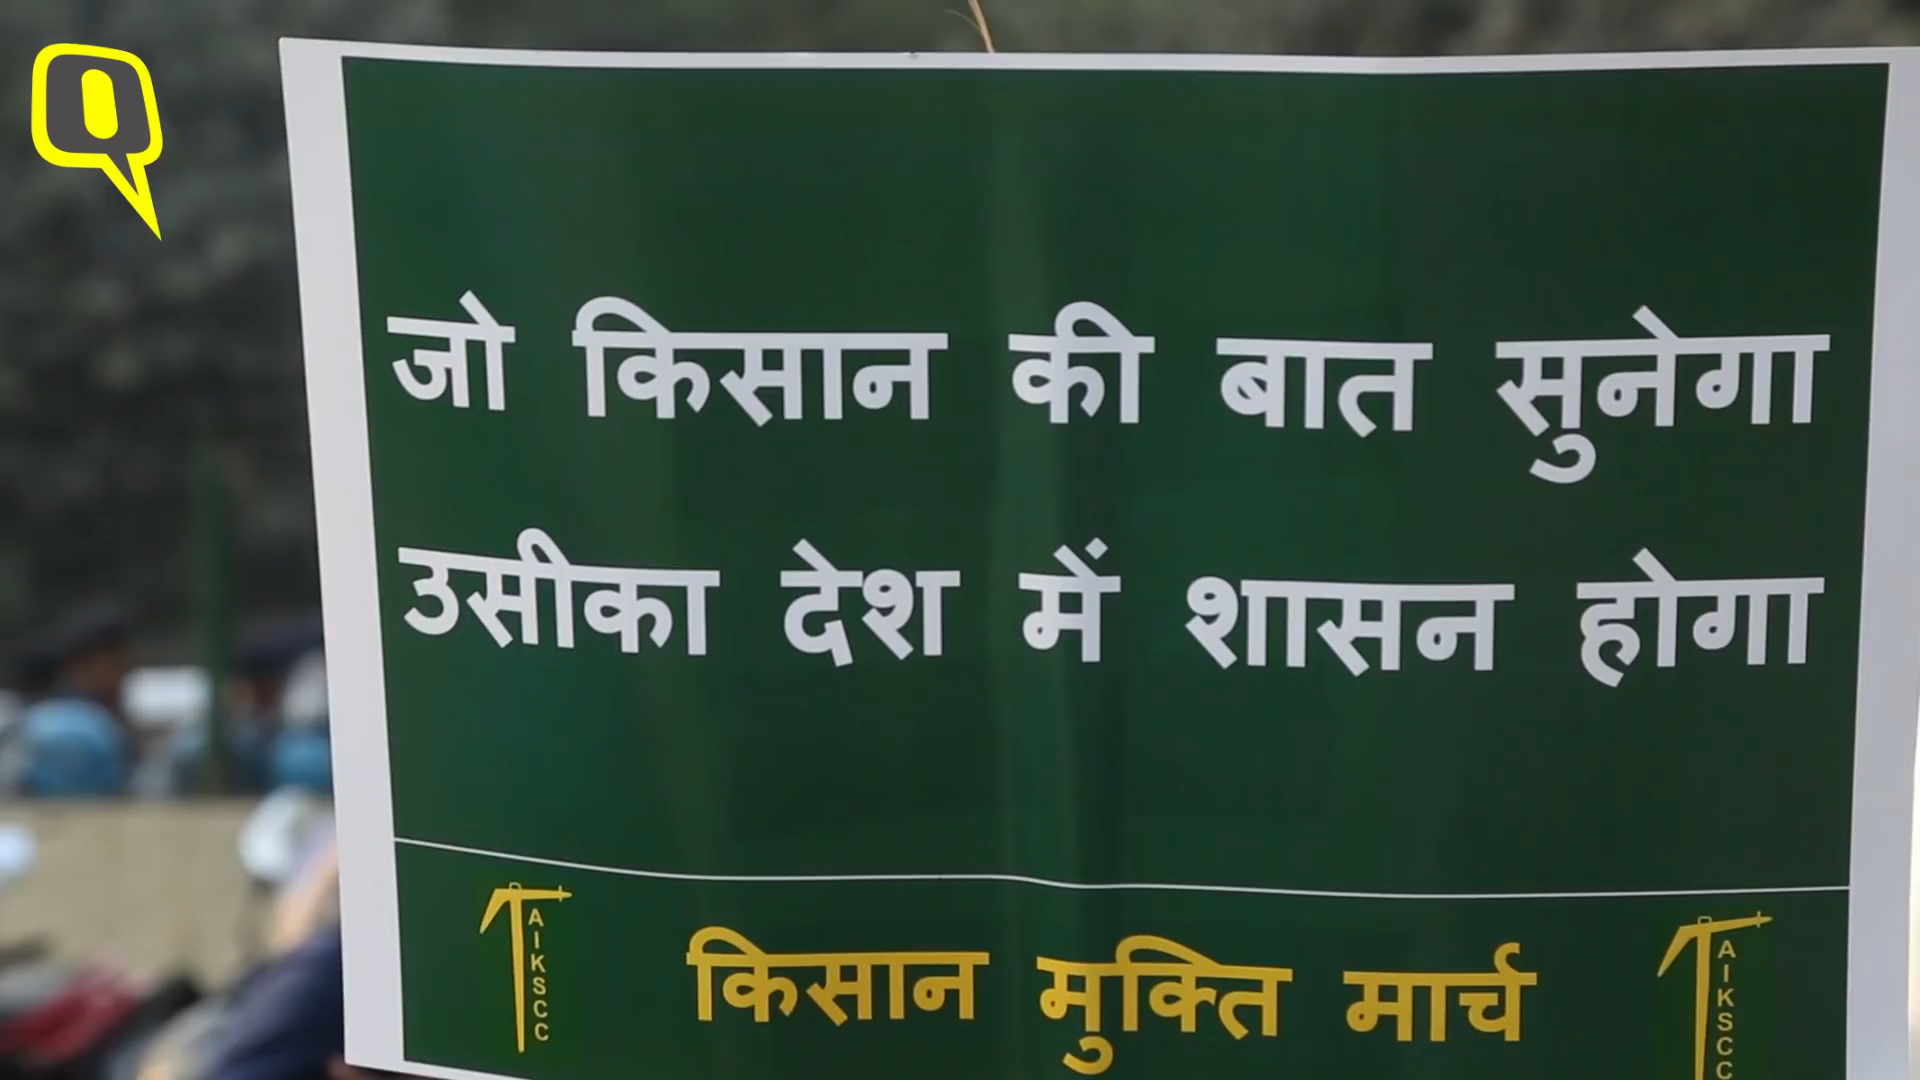 Q
जो किसान की बात सुनेगा
उसीका देश में शासन होगा
AIKSCC
किसान मुक्ति मार्च
AIKSCC